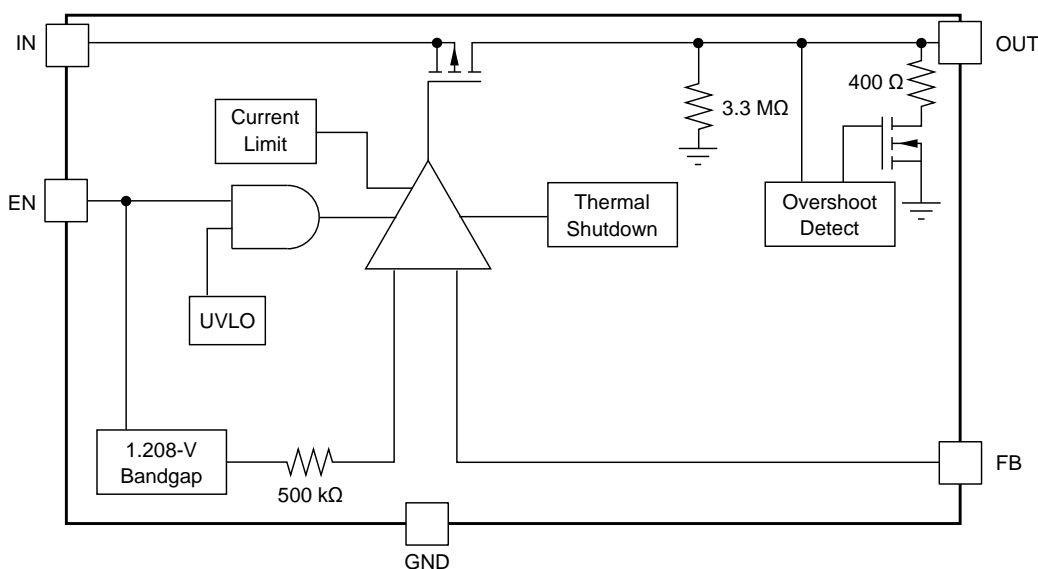 IN
OUT
400 Ω
3.3 MΩ
Current
Limit
EN
Thermal
Shutdown
Overshoot
Detect
UVLO
1.208-V
Bandgap
500 kΩ
FB
GND